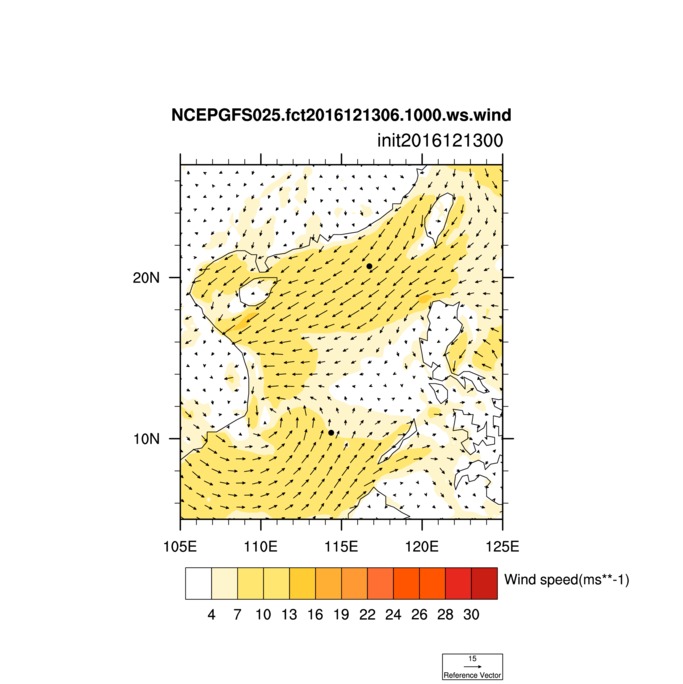 NCEPGFS025.fct2016121306.1000.ws.wind
init2016121300
20N
10N
105E 110E 115E 120E 125E
Wind speed(ms**-1)
4 7 10 13 16 19 22 24 26 28 30
15
Reference Vector